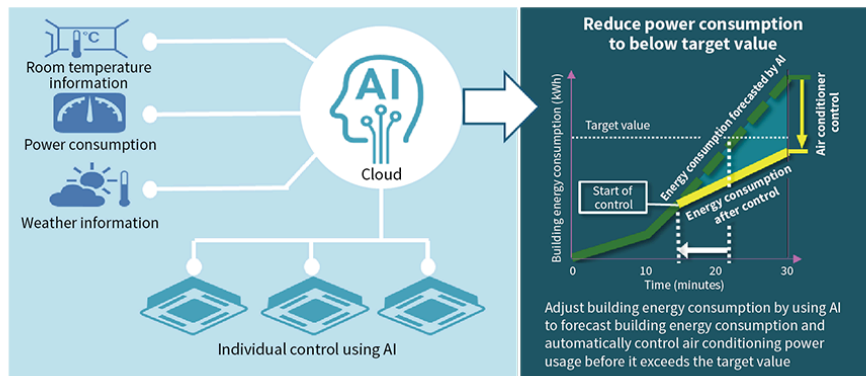 °C
Room temperature
information
Power consumption
Weather information
AI
Cloud
Individual control using AI
Reduce power consumption
to below target value
Building energy consumption (kWh)
Target value
Energy consumption forecasted by AI
Start of
control
Energy consumption
after control
Air conditioner
control
0
10
20
30
Time (minutes)
Adjust building energy consumption by using AI
to forecast building energy consumption and
automatically control air conditioning power
usage before it exceeds the target value